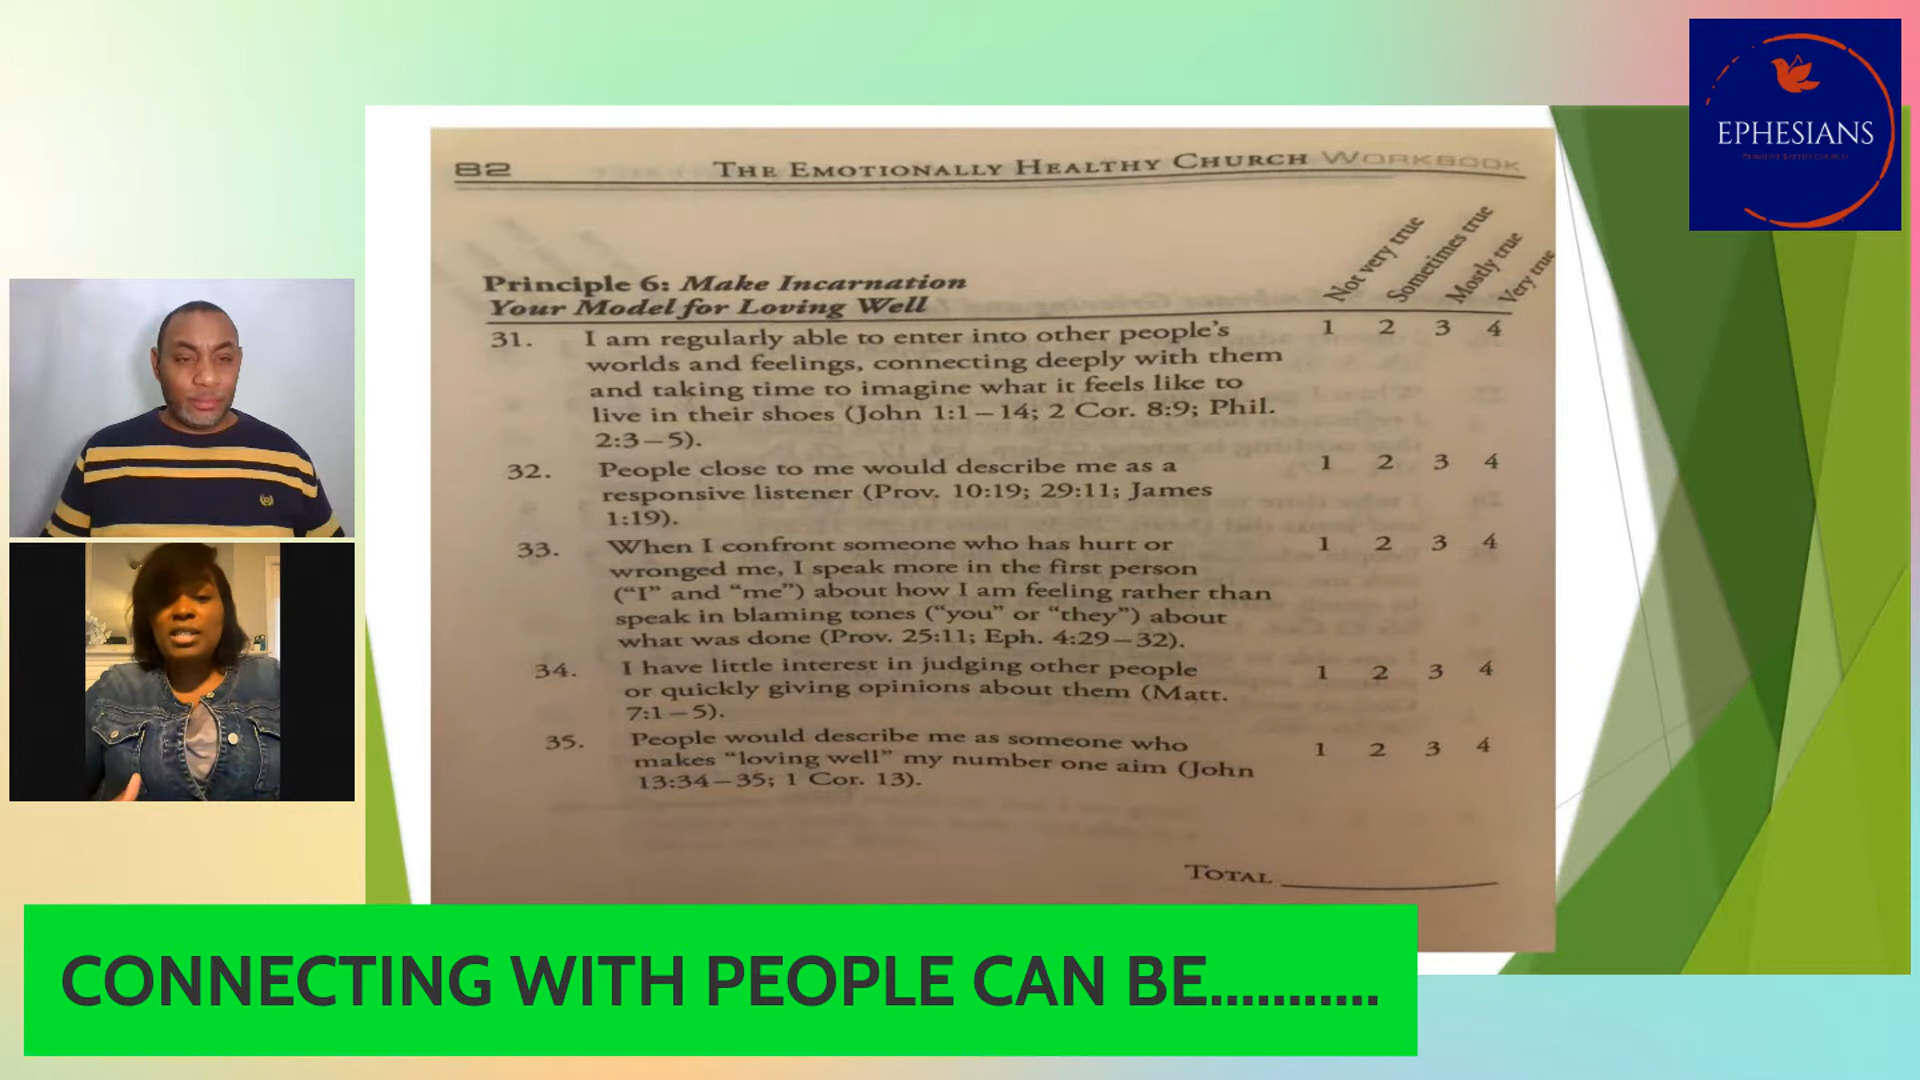 EPHESIANS
PRIMITIVE BAPTIST CHURCH
82 THE EMOTIONALLY HEALTHY CHURCH WORKBOOK
Not very true
Sometimes true
Mostly true
Very true
Principle 6: Make Incarnation
Your Model for Loving Well
31. I am regularly able to enter into other people's 1 2 3 4
worlds and feelings, connecting deeply with them
and taking time to imagine what it feels like to
live in their shoes (John 1:1–14; 2 Cor. 8:9; Phil.
2:3–5).
32. People close to me would describe me as a 1 2 3 4
responsive listener (Prov. 10:19; 29:11; James
1:19).
33. When I confront someone who has hurt or 1 2 3 4
wronged me, I speak more in the first person
("I" and "me") about how I am feeling rather than
speak in blaming tones ("you" or "they") about
what was done (Prov. 25:11; Eph. 4:29–32).
34. I have little interest in judging other people 1 2 3 4
or quickly giving opinions about them (Matt.
7:1–5).
35. People would describe me as someone who 1 2 3 4
makes "loving well" my number one aim (John
13:34–35; 1 Cor. 13).
TOTAL
CONNECTING WITH PEOPLE CAN BE...........